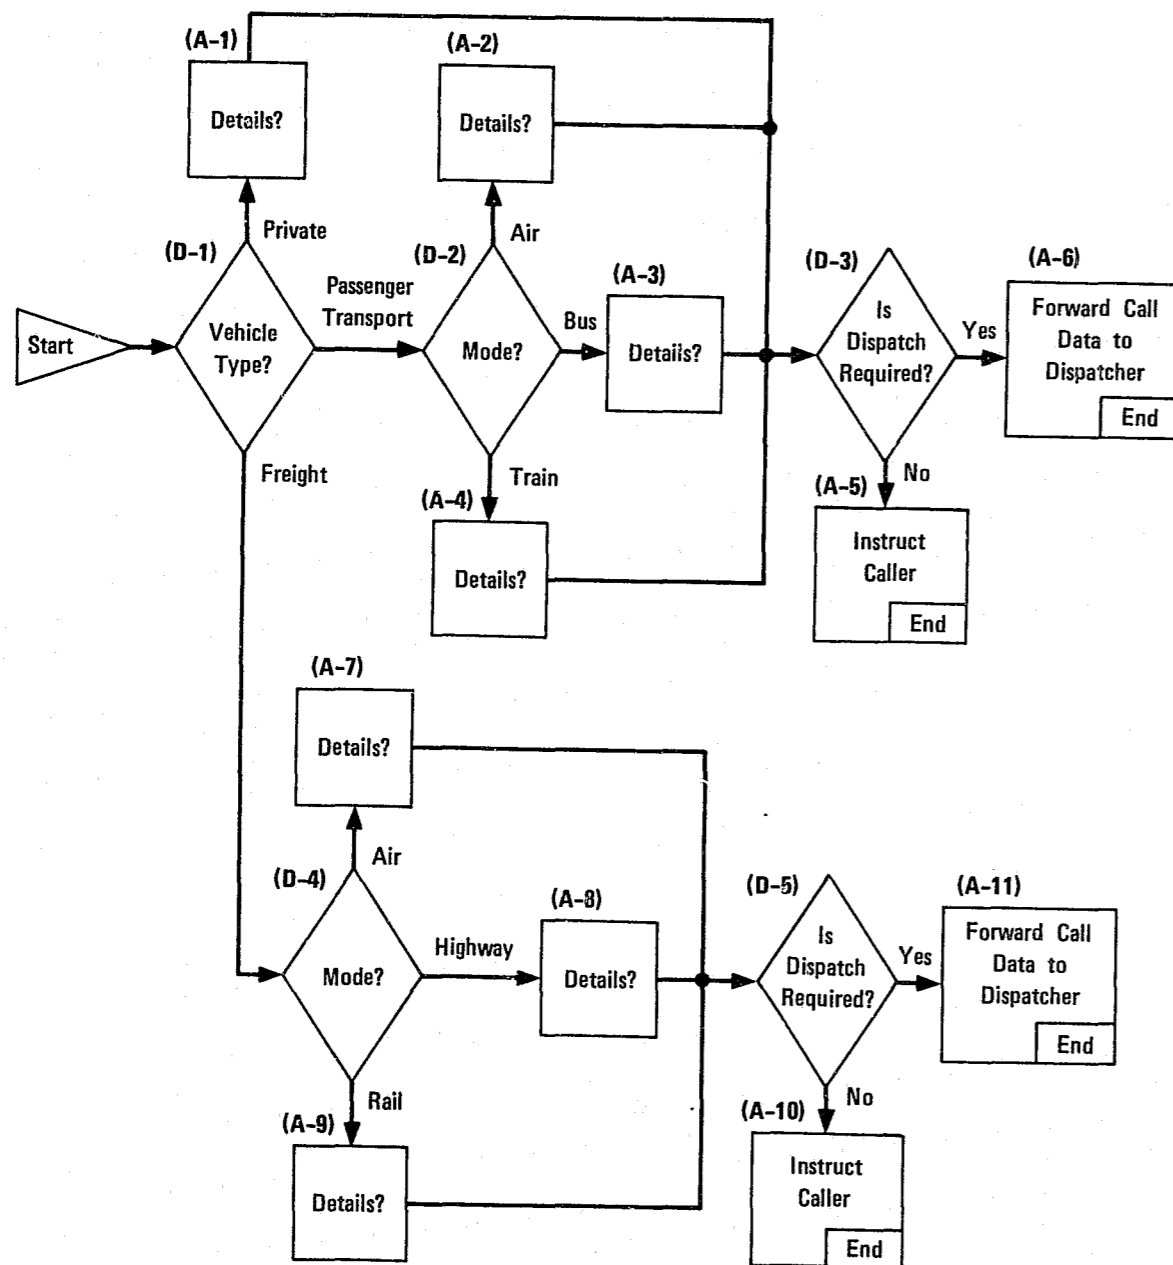 (A-1)
Details?
(A-2)
Details?
Private
(D-1)
Air
(D-2)
Start
Vehicle
Type?
Passenger
Transport
Mode?
Bus
(A-3)
Details?
(D-3)
Is
Dispatch
Required?
Yes
(A-6)
Forward Call
Data to
Dispatcher
End
Freight
Train
(A-4)
Details?
No
(A-5)
Instruct
Caller
End
(A-7)
Details?
Air
(D-4)
Mode?
Highway
(A-8)
Details?
(D-5)
Is
Dispatch
Required?
Yes
(A-11)
Forward Call
Data to
Dispatcher
End
Rail
(A-9)
Details?
No
(A-10)
Instruct
Caller
End